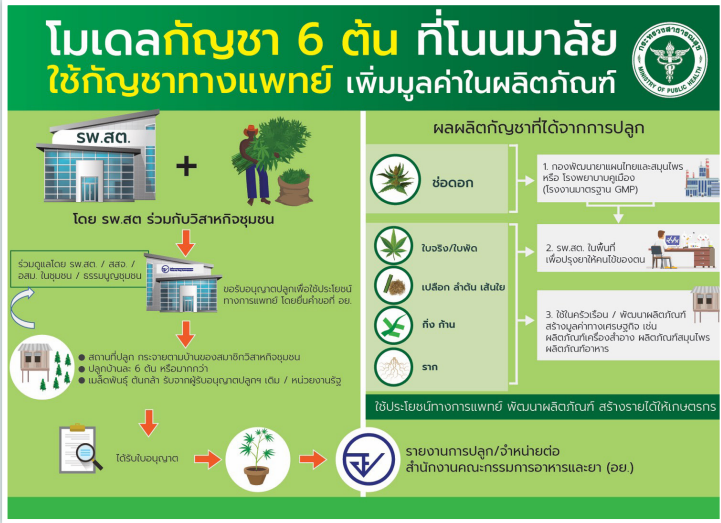 โมเดลกัญชา 6 ต้น ที่โนนมาลัย
ใช้กัญชาทางแพทย์ เพิ่มมูลค่าในผลิตภัณฑ์
กระทรวงสาธารณสุข
MINISTRY OF PUBLIC HEALTH
รพ.สต.
+
โดย รพ.สต ร่วมกับวิสาหกิจชุมชน
ร่วมดูแลโดย รพ.สต. / สสจ. /
อสม. ในชุมชน / ธรรมนูญชุมชน
ขอรับอนุญาตปลูกเพื่อใช้ประโยชน์
ทางการแพทย์ โดยยื่นคำขอที่ อย.
● สถานที่ปลูก กระจายตามบ้านของสมาชิกวิสาหกิจชุมชน
● ปลูกบ้านละ 6 ต้น หรือมากกว่า
● เมล็ดพันธุ์ ต้นกล้า รับจากผู้รับอนุญาตปลูกฯ เดิม / หน่วยงานรัฐ
ได้รับใบอนุญาต
รายงานการปลูก/จำหน่ายต่อ
สำนักงานคณะกรรมการอาหารและยา (อย.)
ผลผลิตกัญชาที่ได้จากการปลูก
ช่อดอก
1. กองพัฒนายาแผนไทยและสมุนไพร
หรือ โรงพยาบาบคูเมือง
(โรงงานมาตรฐาน GMP)
ใบจริง/ใบพัด
เปลือก ลำต้น เส้นใย
กิ่ง ก้าน
ราก
2. รพ.สต. ในพื้นที่
เพื่อปรุงยาให้คนไข้ของตน
3. ใช้ในครัวเรือน / พัฒนาผลิตภัณฑ์
สร้างมูลค่าทางเศรษฐกิจ เช่น
ผลิตภัณฑ์เครื่องสำอาง ผลิตภัณฑ์สมุนไพร
ผลิตภัณฑ์อาหาร
ใช้ประโยชน์ทางการแพทย์ พัฒนาผลิตภัณฑ์ สร้างรายได้ให้เกษตรกร